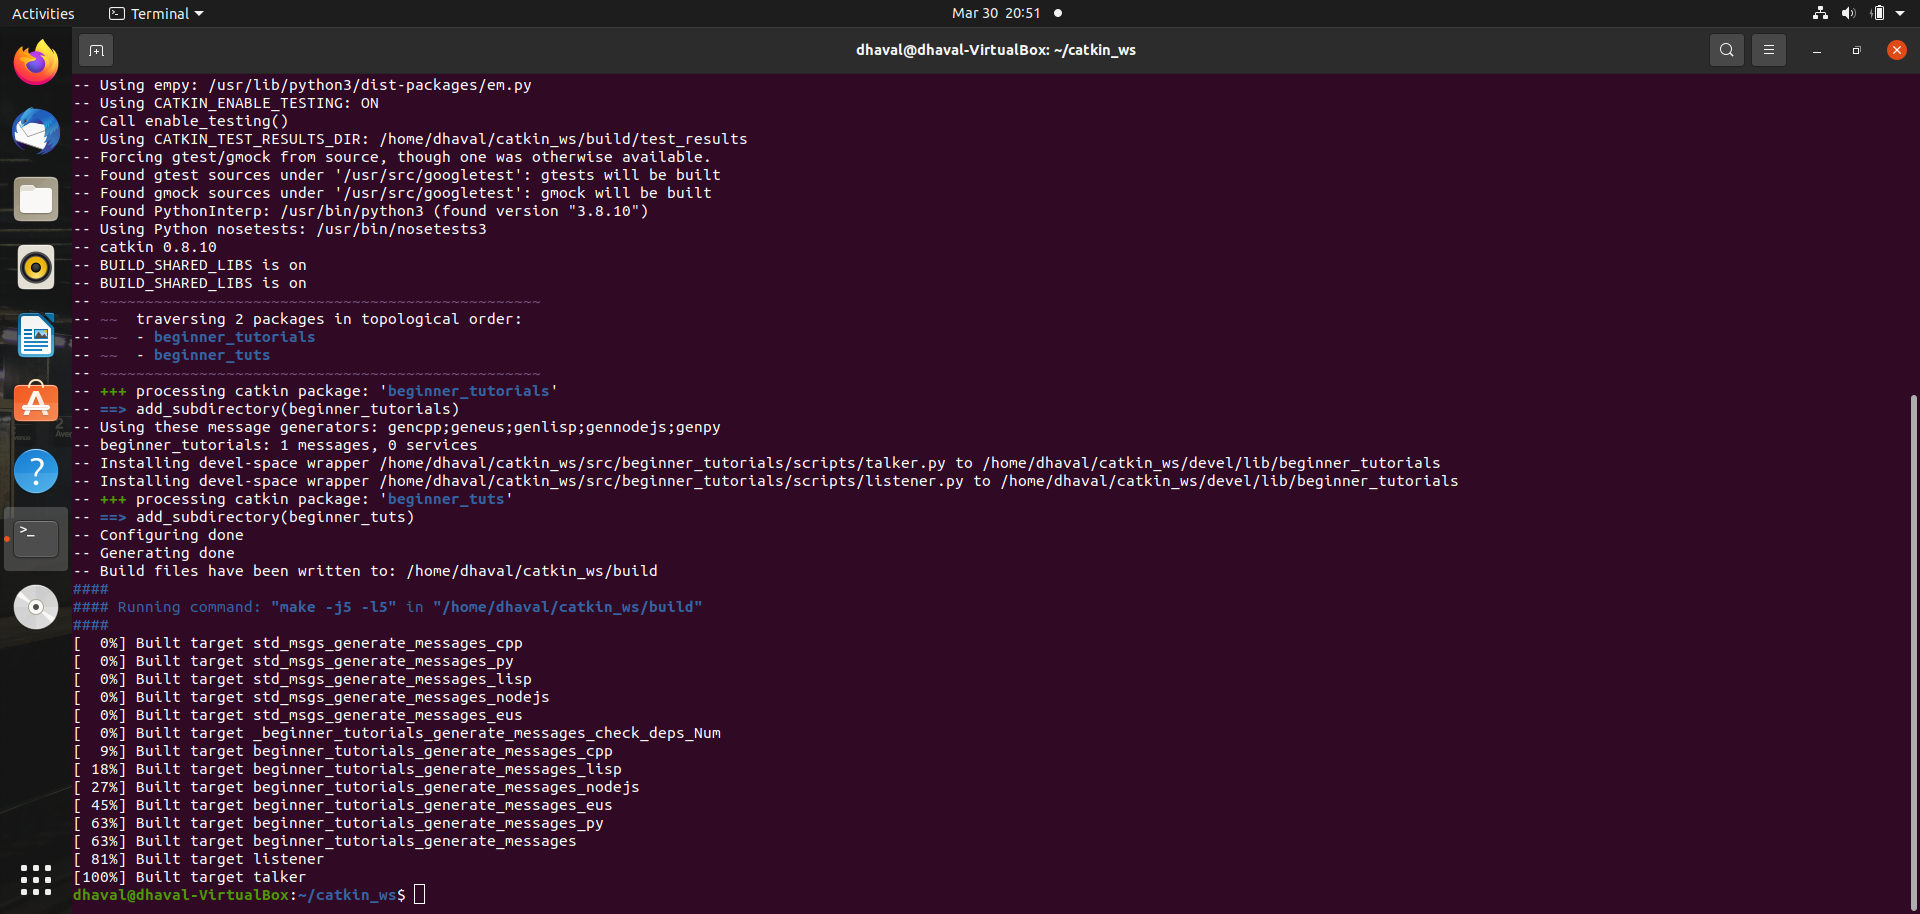 Activities
Terminal
Mar 30 20:51
dhaval@dhaval-VirtualBox: ~/catkin_ws
-- Using empy: /usr/lib/python3/dist-packages/em.py
-- Using CATKIN_ENABLE_TESTING: ON
-- Call enable_testing()
-- Using CATKIN_TEST_RESULTS_DIR: /home/dhaval/catkin_ws/build/test_results
-- Forcing gtest/gmock from source, though one was otherwise available.
-- Found gtest sources under '/usr/src/googletest': gtests will be built
-- Found gmock sources under '/usr/src/googletest': gmock will be built
-- Found PythonInterp: /usr/bin/python3 (found version "3.8.10")
-- Using Python nosetests: /usr/bin/nosetests3
-- catkin 0.8.10
-- BUILD_SHARED_LIBS is on
-- BUILD_SHARED_LIBS is on
-- ~~~~~~~~~~~~~~~~~~~~~~~~~~~~~~~~~~~~~~~~~~~~~~~~~
-- ~~  traversing 2 packages in topological order:
-- ~~  - beginner_tutorials
-- ~~  - beginner_tuts
-- ~~~~~~~~~~~~~~~~~~~~~~~~~~~~~~~~~~~~~~~~~~~~~~~~~
-- +++ processing catkin package: 'beginner_tutorials'
-- ==> add_subdirectory(beginner_tutorials)
-- Using these message generators: gencpp;geneus;genlisp;gennodejs;genpy
-- beginner_tutorials: 1 messages, 0 services
-- Installing devel-space wrapper /home/dhaval/catkin_ws/src/beginner_tutorials/scripts/talker.py to /home/dhaval/catkin_ws/devel/lib/beginner_tutorials
-- Installing devel-space wrapper /home/dhaval/catkin_ws/src/beginner_tutorials/scripts/listener.py to /home/dhaval/catkin_ws/devel/lib/beginner_tutorials
-- +++ processing catkin package: 'beginner_tuts'
-- ==> add_subdirectory(beginner_tuts)
-- Configuring done
-- Generating done
-- Build files have been written to: /home/dhaval/catkin_ws/build
####
#### Running command: "make -j5 -l5" in "/home/dhaval/catkin_ws/build"
####
[  0%] Built target std_msgs_generate_messages_cpp
[  0%] Built target std_msgs_generate_messages_py
[  0%] Built target std_msgs_generate_messages_lisp
[  0%] Built target std_msgs_generate_messages_nodejs
[  0%] Built target std_msgs_generate_messages_eus
[  0%] Built target _beginner_tutorials_generate_messages_check_deps_Num
[  9%] Built target beginner_tutorials_generate_messages_cpp
[ 18%] Built target beginner_tutorials_generate_messages_lisp
[ 27%] Built target beginner_tutorials_generate_messages_nodejs
[ 45%] Built target beginner_tutorials_generate_messages_eus
[ 63%] Built target beginner_tutorials_generate_messages_py
[ 63%] Built target beginner_tutorials_generate_messages
[ 81%] Built target listener
[100%] Built target talker
dhaval@dhaval-VirtualBox:~/catkin_ws$